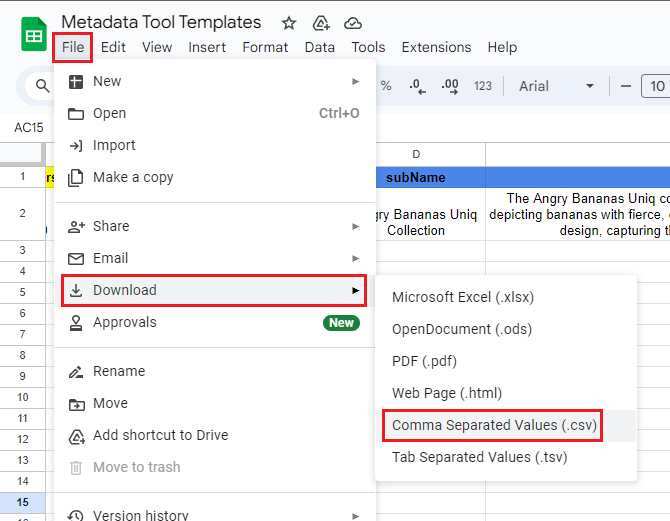 Metadata Tool Templates
File Edit View Insert Format Data Tools Extensions Help
% .0 .00 123 Arial 10
AC15
D
1 subName
2
The Angry Bananas Uniq
depicting bananas with fierce,
design, capturing
ry Bananas Uniq
Collection
3
4
5
6
7
8
9
10
11
12
13
14
15
16
New
Open Ctrl+O
Import
Make a copy
Share
Email
Download
Approvals New
Rename
Move
Add shortcut to Drive
Move to trash
Version history
Microsoft Excel (.xlsx)
OpenDocument (.ods)
PDF (.pdf)
Web Page (.html)
Comma Separated Values (.csv)
Tab Separated Values (.tsv)